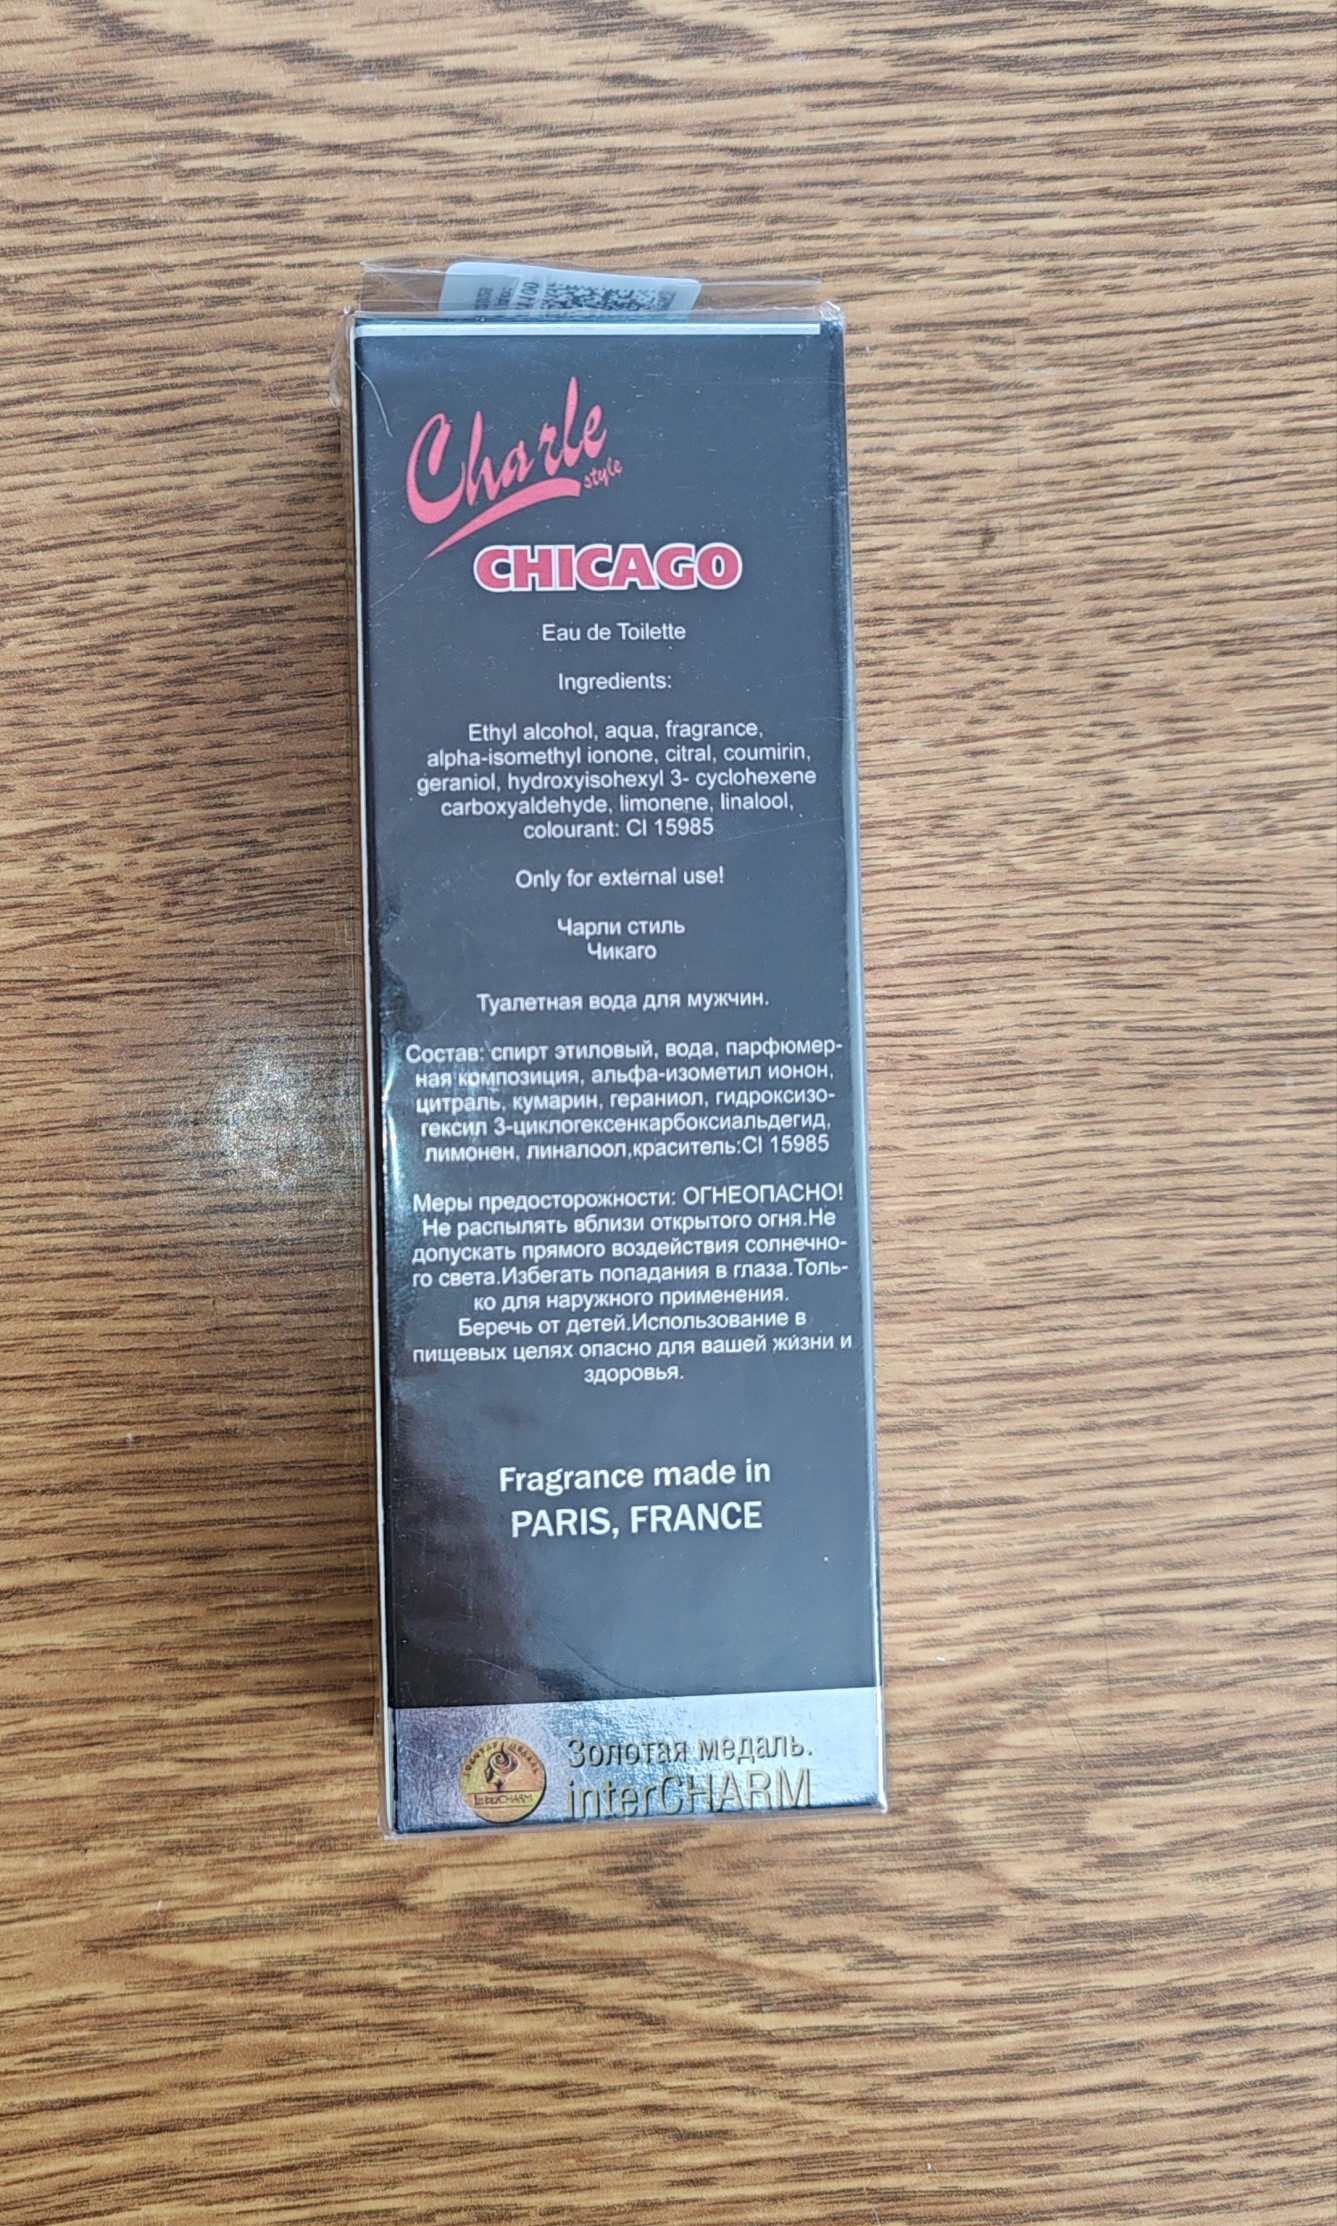 Charle
style
CHICAGO
Eau de Toilette
Ingredients:
Ethyl alcohol, aqua, fragrance,
alpha-isomethyl ionone, citral, coumirin,
geraniol, hydroxyisohexyl 3- cyclohexene
carboxyaldehyde, limonene, linalool,
colourant: CI 15985
Only for external use!
Чарли стиль
Чикаго
Туалетная вода для мужчин.
Состав: спирт этиловый, вода, парфюмер-
ная композиция, альфа-изометил ионон,
цитраль, кумарин, гераниол, гидроксизо-
гексил 3-циклогексенкарбоксиальдегид,
лимонен, линалоол,краситель:CI 15985
Меры предосторожности: ОГНЕОПАСНО!
Не распылять вблизи открытого огня.Не
допускать прямого воздействия солнечно-
го света.Избегать попадания в глаза.Толь-
ко для наружного применения.
Беречь от детей.Использование в
пищевых целях опасно для вашей жизни и
здоровья.
Fragrance made in
PARIS, FRANCE
Золотая медаль.
interCHARM
InterCHARM